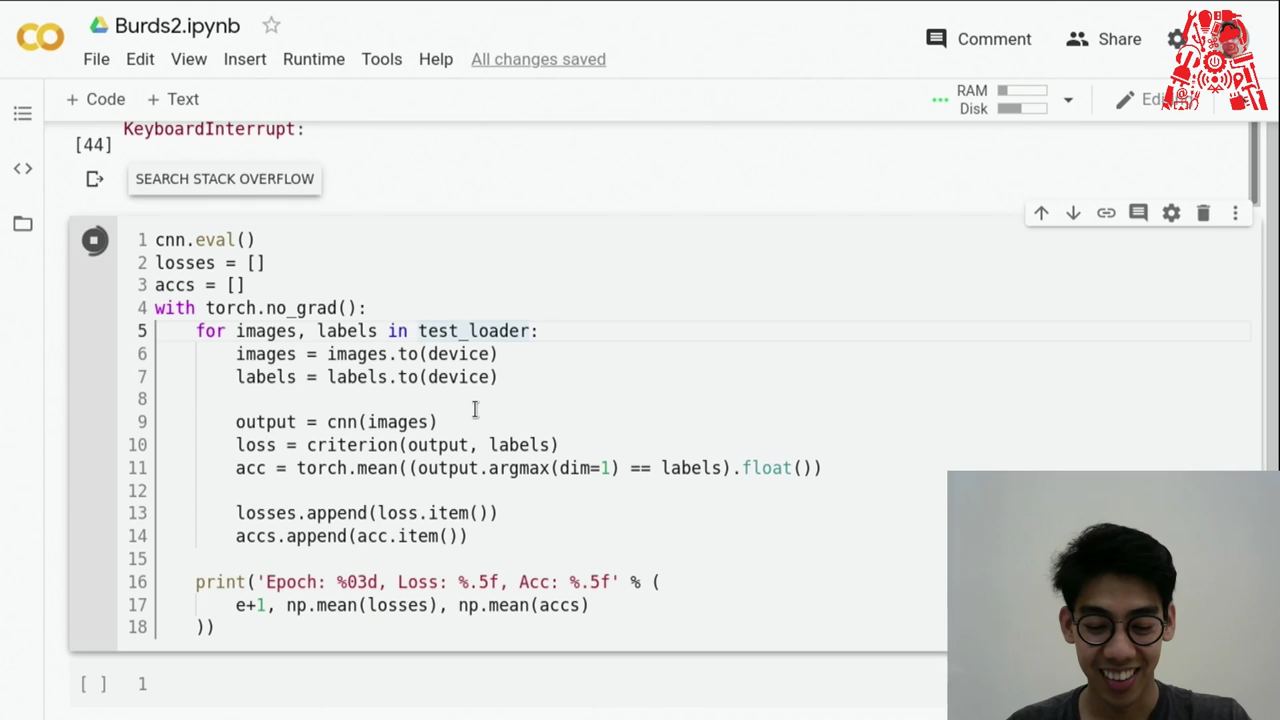 Burds2.ipynb
Comment
Share
File Edit View Insert Runtime Tools Help All changes saved
+ Code + Text
RAM
Disk
KeyboardInterrupt:
[44]
SEARCH STACK OVERFLOW
1 cnn.eval()
2 losses = []
3 accs = []
4 with torch.no_grad():
5 for images, labels in test_loader:
6 images = images.to(device)
7 labels = labels.to(device)
8
9 output = cnn(images)
10 loss = criterion(output, labels)
11 acc = torch.mean((output.argmax(dim=1) == labels).float())
12
13 losses.append(loss.item())
14 accs.append(acc.item())
15
16 print('Epoch: %03d, Loss: %.5f, Acc: %.5f' % (
17 e+1, np.mean(losses), np.mean(accs)
18 ))
[ ] 1